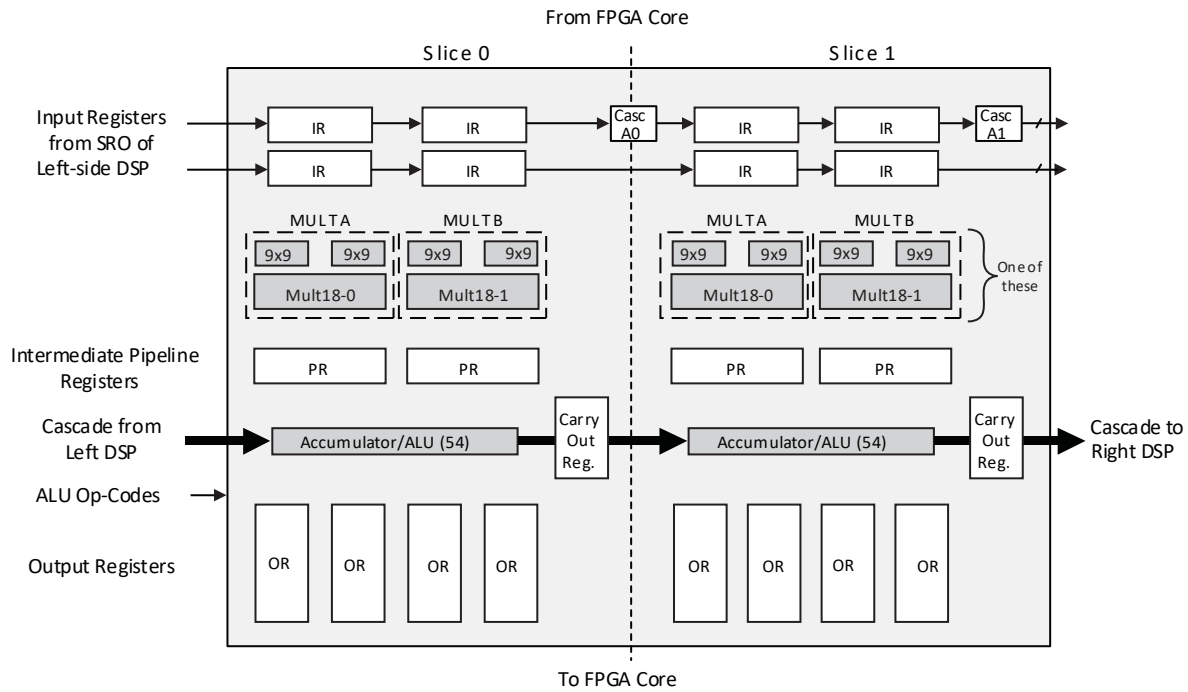 From FPGA Core
Slice 0
Slice 1
Input Registers
from SRO of
Left-side DSP
IR
IR
Casc
A0
IR
IR
Casc
A1
IR
IR
IR
IR
MULTA
MULTB
MULTA
MULTB
9x9
9x9
9x9
9x9
9x9
9x9
9x9
9x9
Mult18-0
Mult18-1
Mult18-0
Mult18-1
One of
these
Intermediate Pipeline
Registers
PR
PR
PR
PR
Cascade from
Left DSP
Accumulator/ALU (54)
Carry
Out
Reg.
Accumulator/ALU (54)
Carry
Out
Reg.
Cascade to
Right DSP
ALU Op-Codes
Output Registers
OR
OR
OR
OR
OR
OR
OR
OR
To FPGA Core